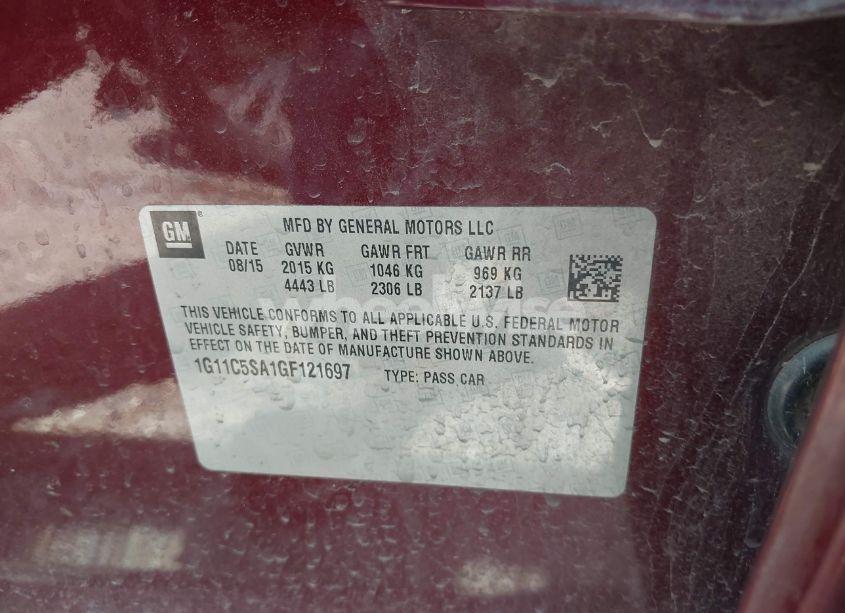 GM
MFD BY GENERAL MOTORS LLC
DATE GVWR GAWR FRT GAWR RR
08/15 2015 KG 1046 KG 969 KG
4443 LB 2306 LB 2137 LB
THIS VEHICLE CONFORMS TO ALL APPLICABLE U.S. FEDERAL MOTOR
VEHICLE SAFETY, BUMPER, AND THEFT PREVENTION STANDARDS IN
EFFECT ON THE DATE OF MANUFACTURE SHOWN ABOVE.
1G11C5SA1GF121697 TYPE: PASS CAR